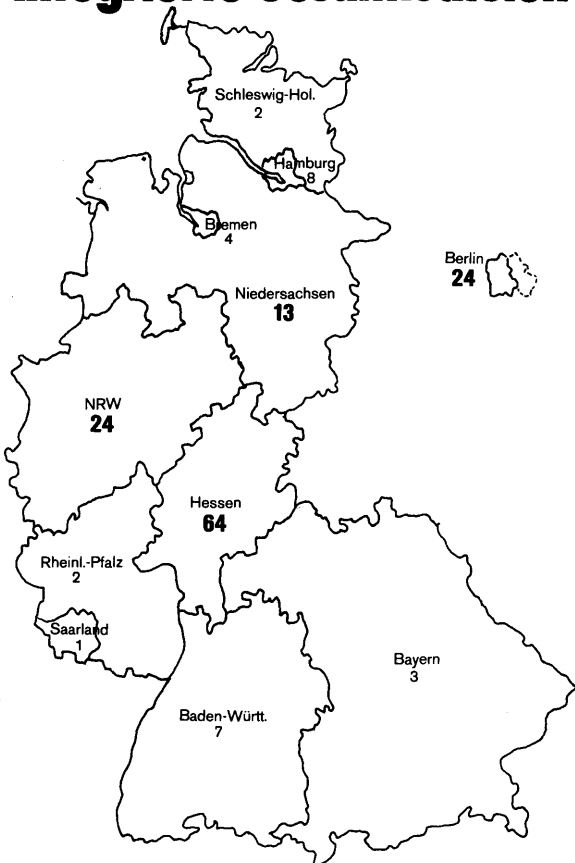 Schleswig-Hol.
2
Hamburg
8
Bremen
4
Berlin
24
Niedersachsen
13
NRW
24
Hessen
64
Rheinl.-Pfalz
2
Saarland
1
Bayern
3
Baden-Württ.
7